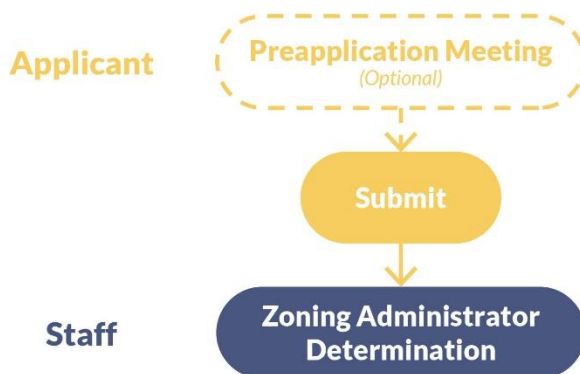 Applicant
Preapplication Meeting
(Optional)
Submit
Staff
Zoning Administrator
Determination